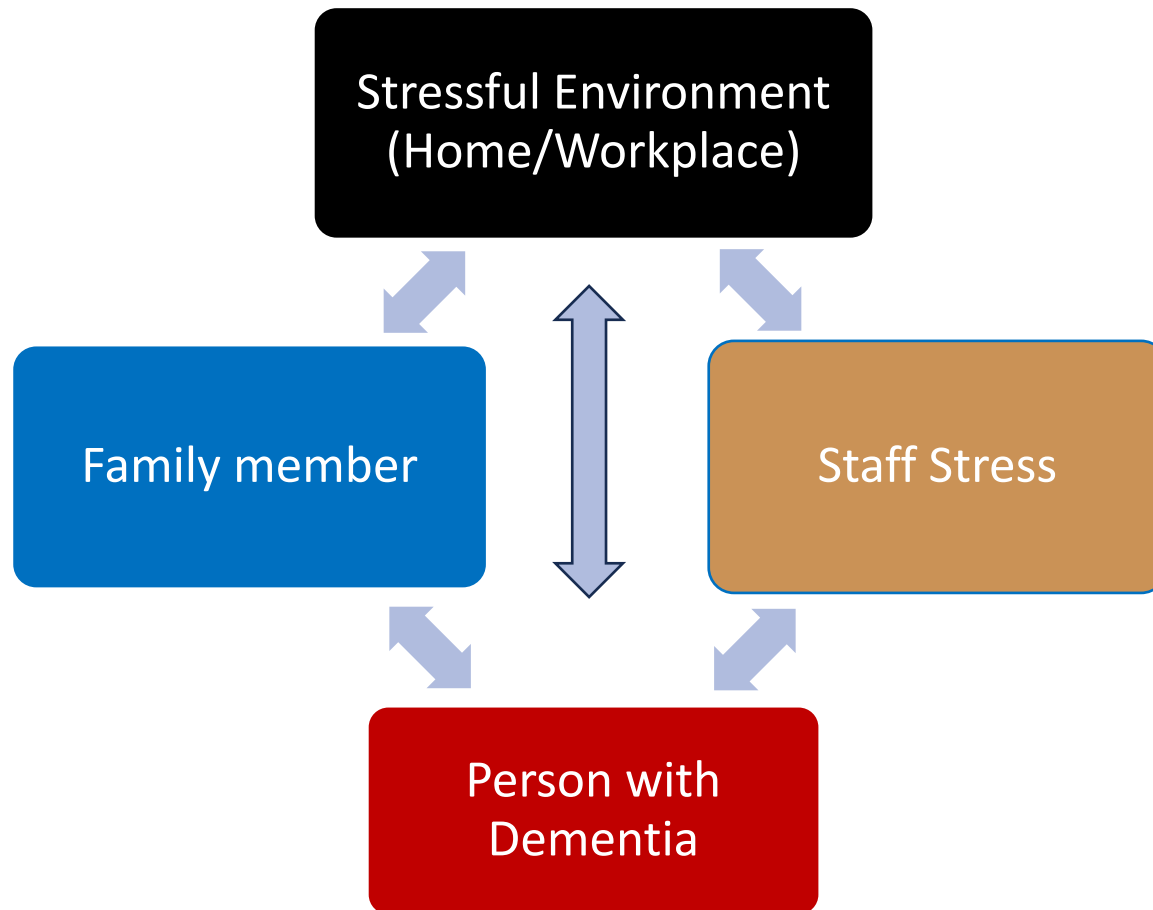 Stressful Environment
(Home/Workplace)
Family member
Staff Stress
Person with
Dementia